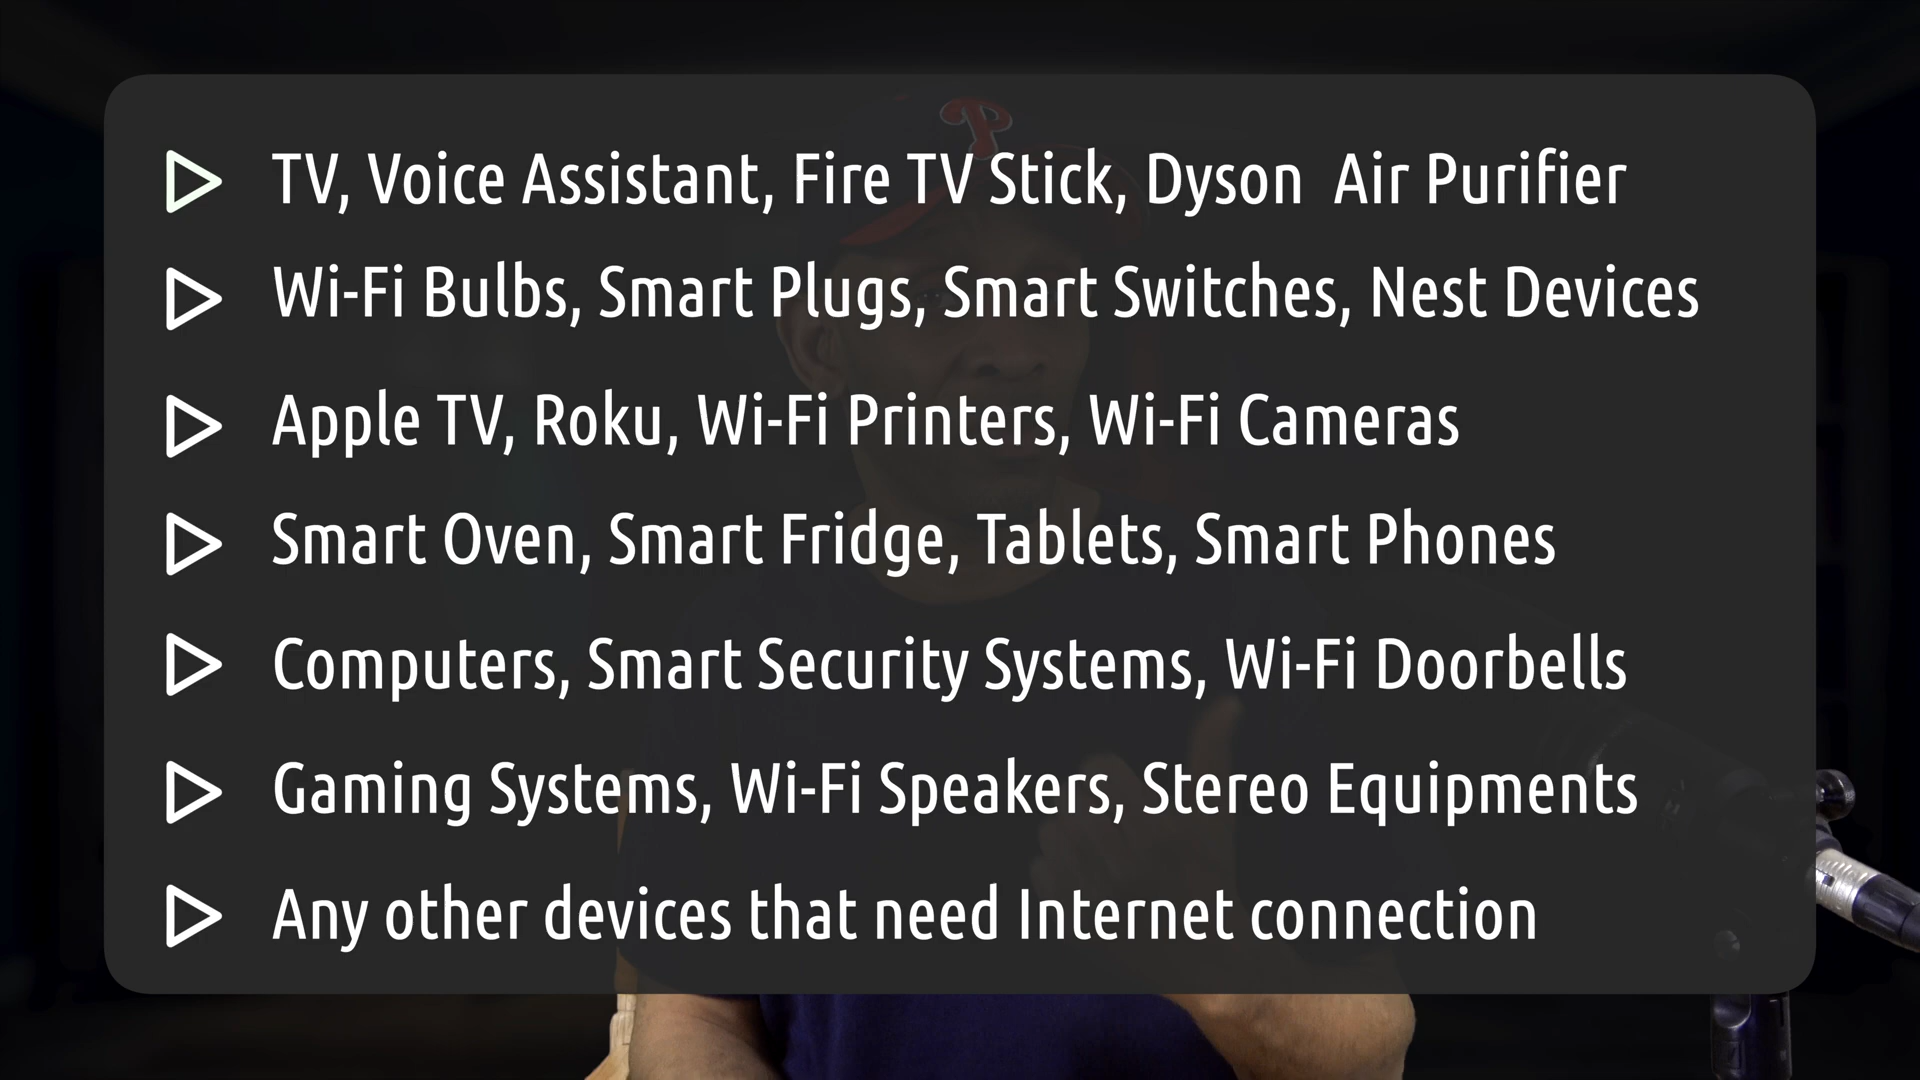 TV, Voice Assistant, Fire TV Stick, Dyson  Air Purifier
Wi-Fi Bulbs, Smart Plugs, Smart Switches, Nest Devices
Apple TV, Roku, Wi-Fi Printers, Wi-Fi Cameras
Smart Oven, Smart Fridge, Tablets, Smart Phones
Computers, Smart Security Systems, Wi-Fi Doorbells
Gaming Systems, Wi-Fi Speakers, Stereo Equipments
Any other devices that need Internet connection